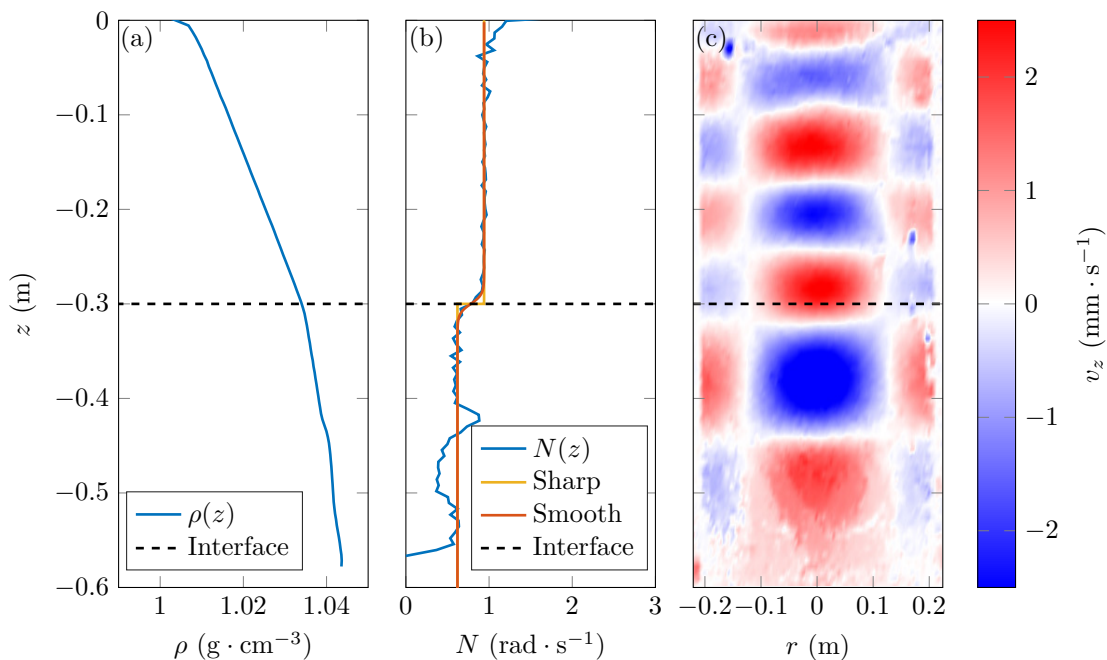 (a)
(b)
(c)
0
−0.1
−0.2
−0.3
−0.4
−0.5
−0.6
z (m)
1
1.02
1.04
ρ (g · cm⁻³)
ρ(z)
Interface
0
1
2
3
N (rad · s⁻¹)
N(z)
Sharp
Smooth
Interface
−0.2
−0.1
0
0.1
0.2
r (m)
2
1
0
−1
−2
v_z (mm · s⁻¹)